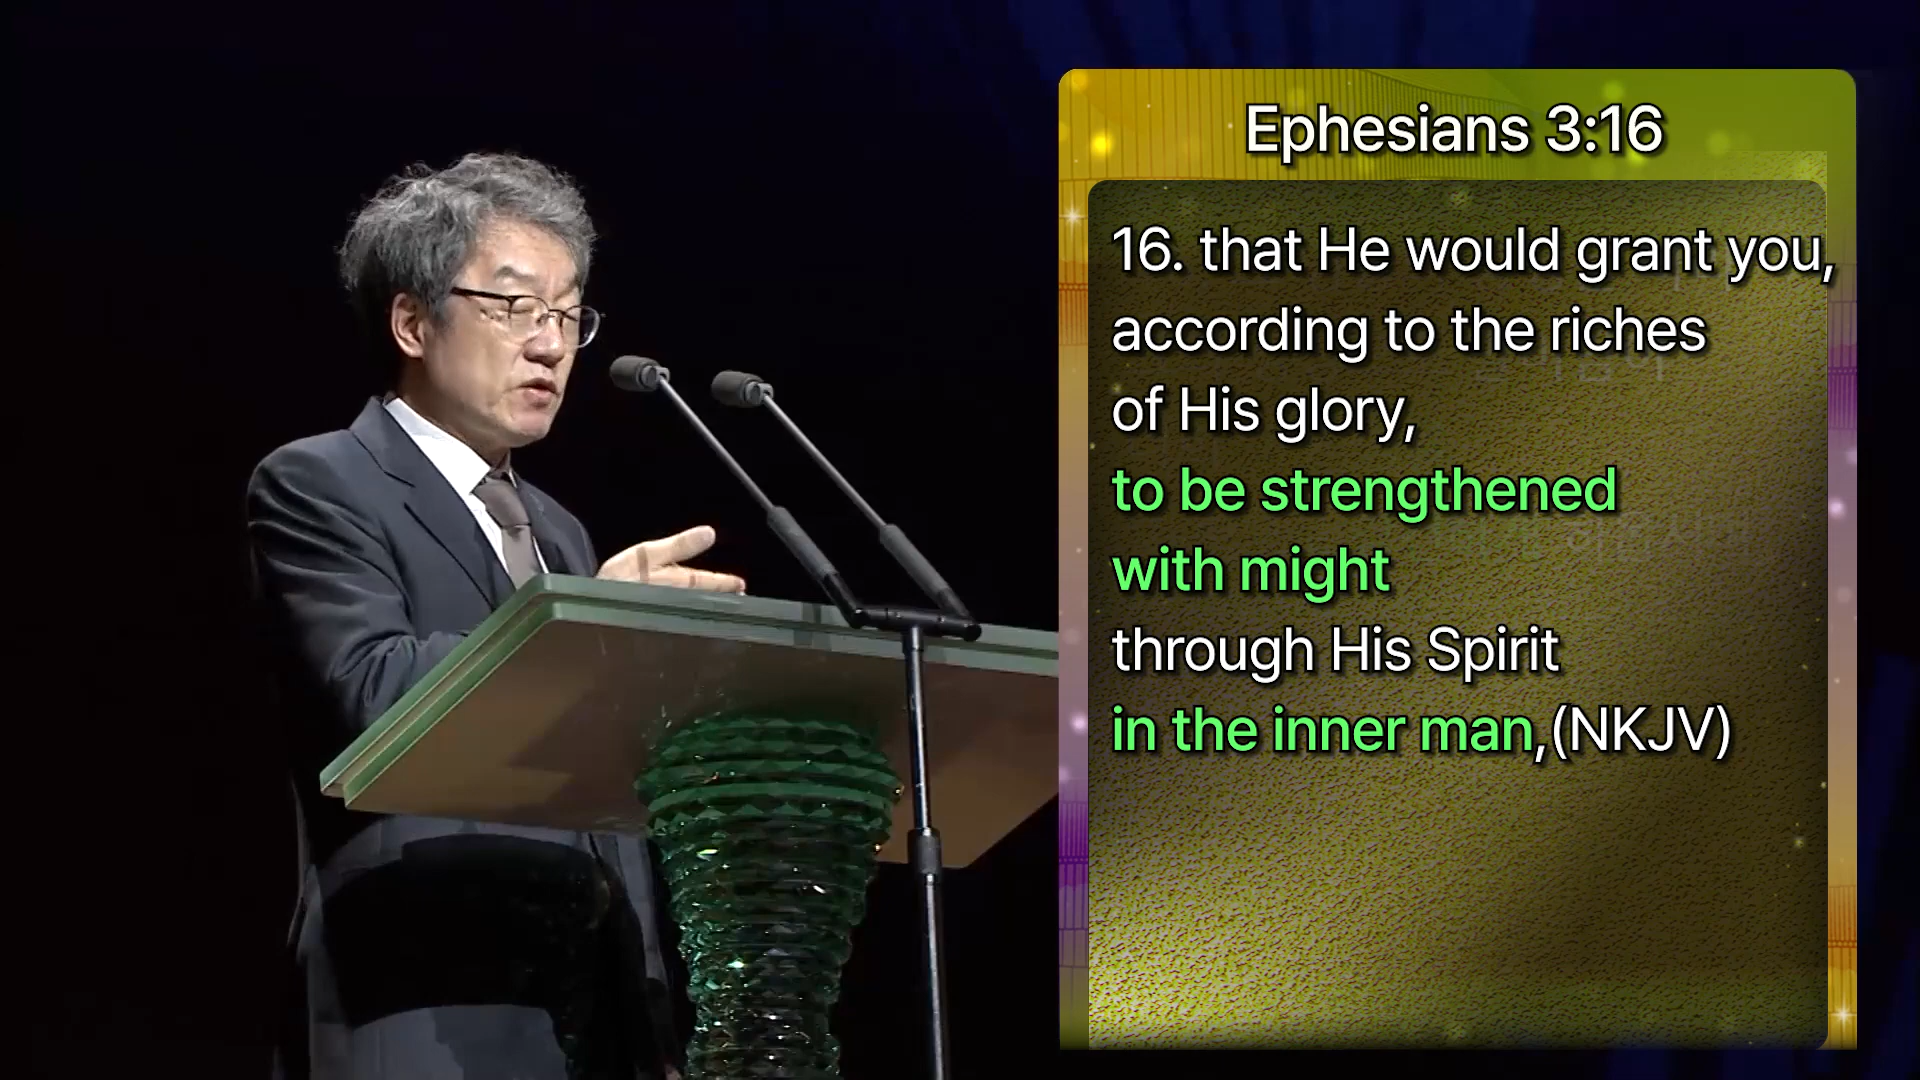 Ephesians 3:16
16. that He would grant you,
according to the riches
of His glory,
to be strengthened
with might
through His Spirit
in the inner man,(NKJV)